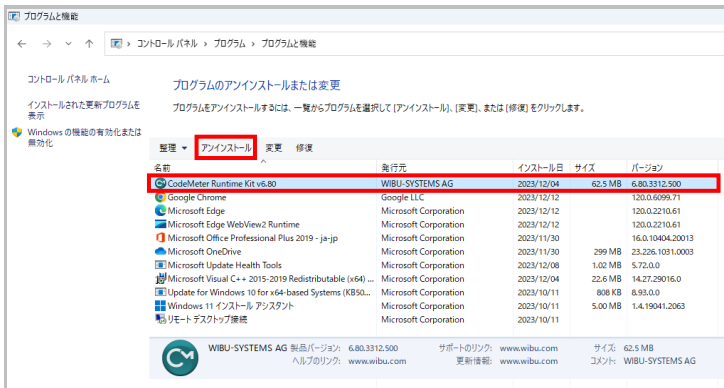 プログラムと機能
コントロール パネル › プログラム › プログラムと機能
コントロール パネル ホーム
インストールされた更新プログラムを
表示
Windows の機能の有効化または
無効化
プログラムのアンインストールまたは変更
プログラムをアンインストールするには、一覧からプログラムを選択して [アンインストール]、[変更]、または [修復] をクリックします。
整理 アンインストール 変更 修復
名前 発行元 インストール日 サイズ バージョン
CodeMeter Runtime Kit v6.80 WIBU-SYSTEMS AG 2023/12/04 62.5 MB 6.80.3312.500
Google Chrome Google LLC 2023/12/12 120.0.6099.71
Microsoft Edge Microsoft Corporation 2023/12/12 120.0.2210.61
Microsoft Edge WebView2 Runtime Microsoft Corporation 2023/12/12 120.0.2210.61
Microsoft Office Professional Plus 2019 - ja-jp Microsoft Corporation 2023/11/30 16.0.10404.20013
Microsoft OneDrive Microsoft Corporation 2023/11/30 299 MB 23.226.1031.0003
Microsoft Update Health Tools Microsoft Corporation 2023/12/08 1.02 MB 5.72.0.0
Microsoft Visual C++ 2015-2019 Redistributable (x64) ... Microsoft Corporation 2023/12/04 22.6 MB 14.27.29016.0
Update for Windows 10 for x64-based Systems (KB50... Microsoft Corporation 2023/10/11 808 KB 8.93.0.0
Windows 11 インストール アシスタント Microsoft Corporation 2023/10/11 5.00 MB 1.4.19041.2063
リモート デスクトップ接続 Microsoft Corporation 2023/10/11
WIBU-SYSTEMS AG 製品バージョン: 6.80.3312.500 サポートのリンク: www.wibu.com サイズ: 62.5 MB
ヘルプのリンク: www.wibu.com 更新情報: www.wibu.com コメント: WIBU-SYSTEMS AG